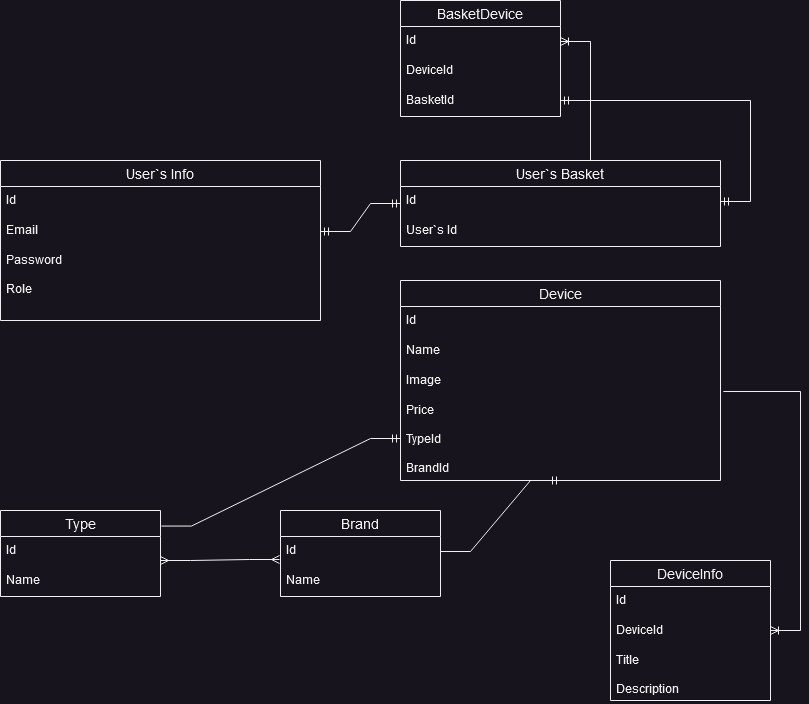 BasketDevice
Id
DeviceId
BasketId
User`s Info
Id
Email
Password
Role
User`s Basket
Id
User`s Id
Device
Id
Name
Image
Price
TypeId
BrandId
Type
Id
Name
Brand
Id
Name
DeviceInfo
Id
DeviceId
Title
Description